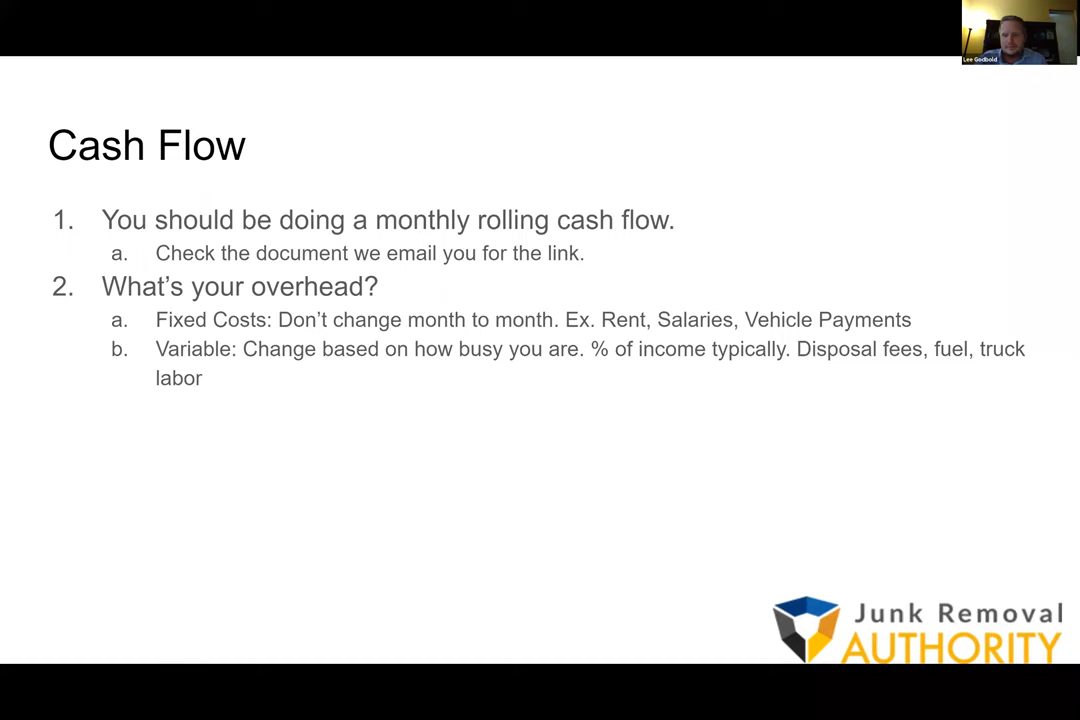 Lee Godbold
Cash Flow
1. You should be doing a monthly rolling cash flow.
a. Check the document we email you for the link.
2. What’s your overhead?
a. Fixed Costs: Don’t change month to month. Ex. Rent, Salaries, Vehicle Payments
b. Variable: Change based on how busy you are. % of income typically. Disposal fees, fuel, truck
labor
Junk Removal
AUTHORITY